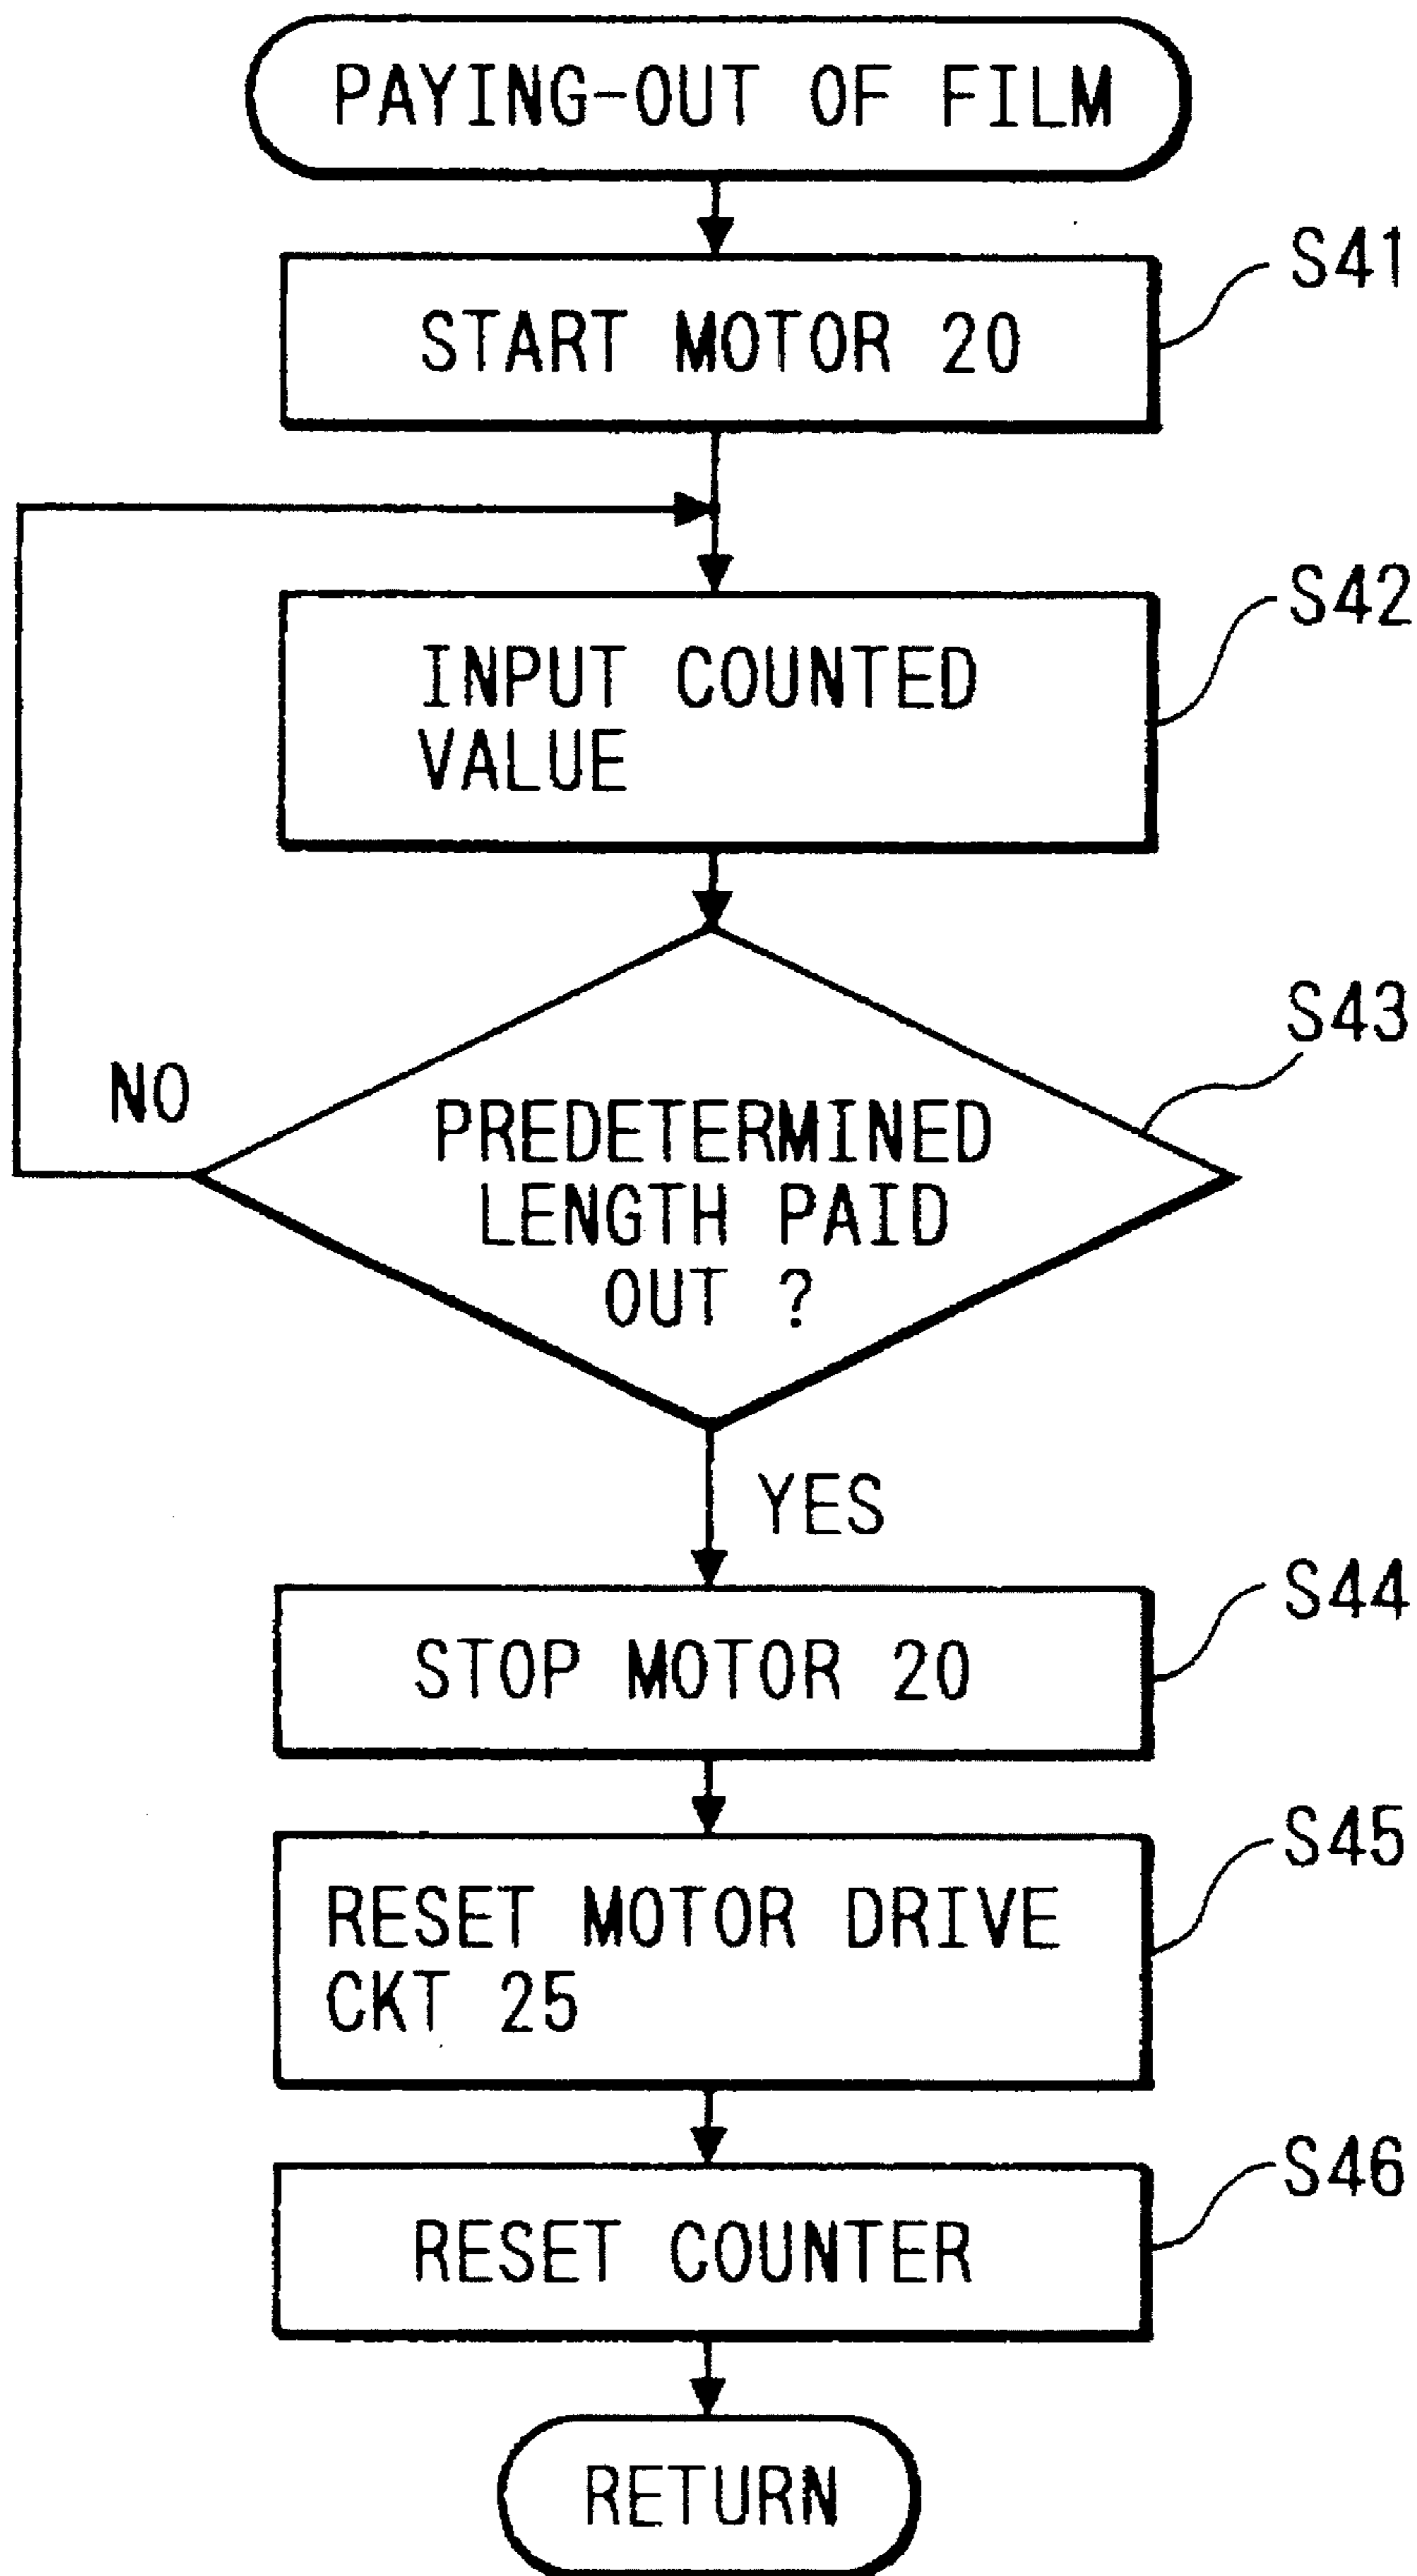 PAYING-OUT OF FILM
S41
START MOTOR 20
S42
INPUT COUNTED
VALUE
S43
NO
PREDETERMINED
LENGTH PAID
OUT ?
YES
S44
STOP MOTOR 20
S45
RESET MOTOR DRIVE
CKT 25
S46
RESET COUNTER
RETURN